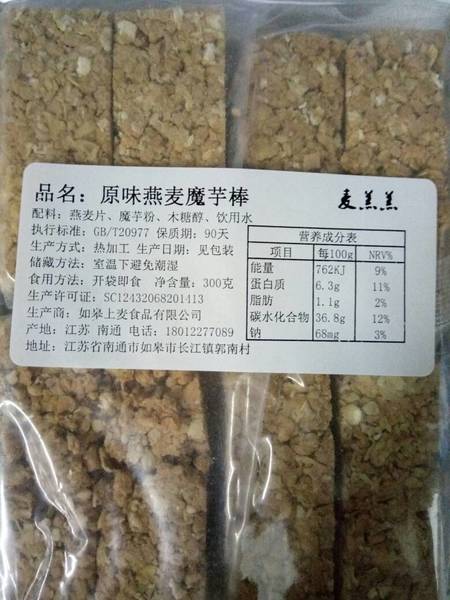 品名：原味燕麦魔芋棒
麦羔羔
配料：燕麦片、魔芋粉、木糖醇、饮用水
执行标准：GB/T20977 保质期：90天
生产方式：热加工 生产日期：见包装
储藏方法：室温下避免潮湿
食用方法：开袋即食 净含量：300克
生产许可证：SC12432068201413
生产商：如皋上麦食品有限公司
产地：江苏 南通 电话：18012277089
地址：江苏省南通市如皋市长江镇郭南村
营养成分表
项目 每100g NRV%
能量 762KJ 9%
蛋白质 6.3g 11%
脂肪 1.1g 2%
碳水化合物 36.8g 12%
钠 68mg 3%